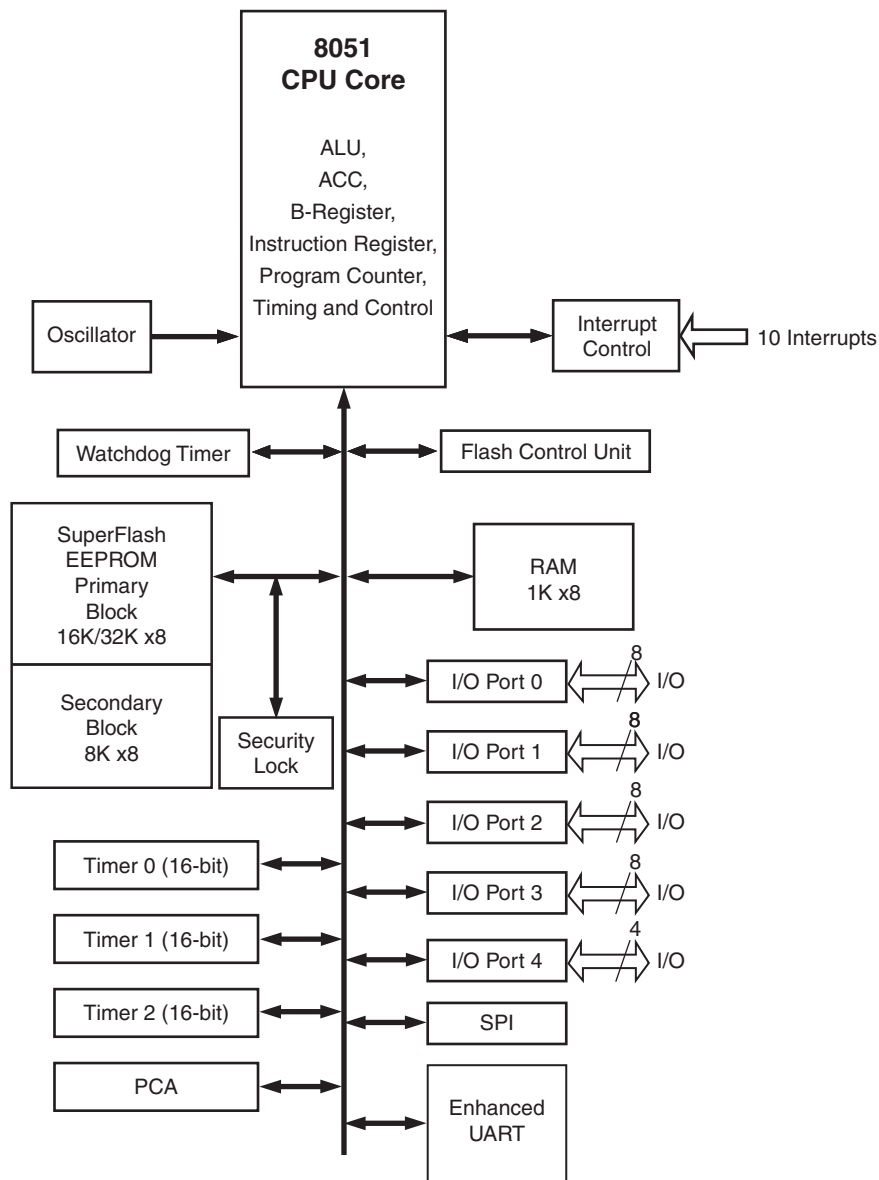 8051
CPU Core
ALU,
ACC,
B-Register,
Instruction Register,
Program Counter,
Timing and Control
Oscillator
Interrupt
Control
10 Interrupts
Watchdog Timer
Flash Control Unit
SuperFlash
EEPROM
Primary
Block
16K/32K x8
RAM
1K x8
Secondary
Block
8K x8
Security
Lock
I/O Port 0
8
I/O
I/O Port 1
8
I/O
I/O Port 2
8
I/O
Timer 0 (16-bit)
I/O Port 3
8
I/O
Timer 1 (16-bit)
I/O Port 4
4
I/O
Timer 2 (16-bit)
SPI
PCA
Enhanced
UART